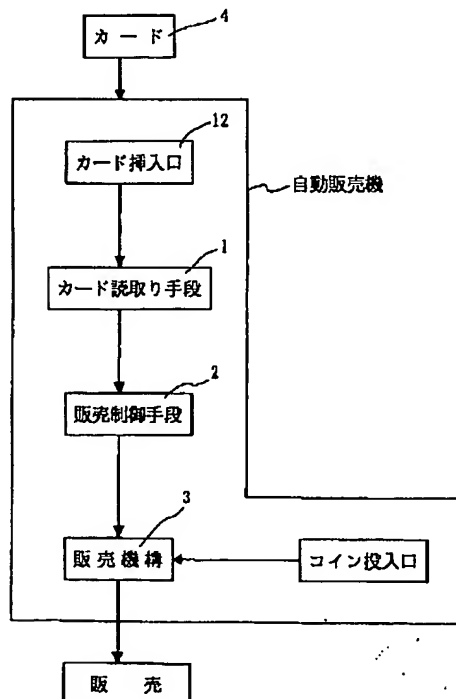 カード
4
12
カード挿入口
自動販売機
1
カード読取り手段
2
販売制御手段
3
販売機構
コイン投入口
販 売